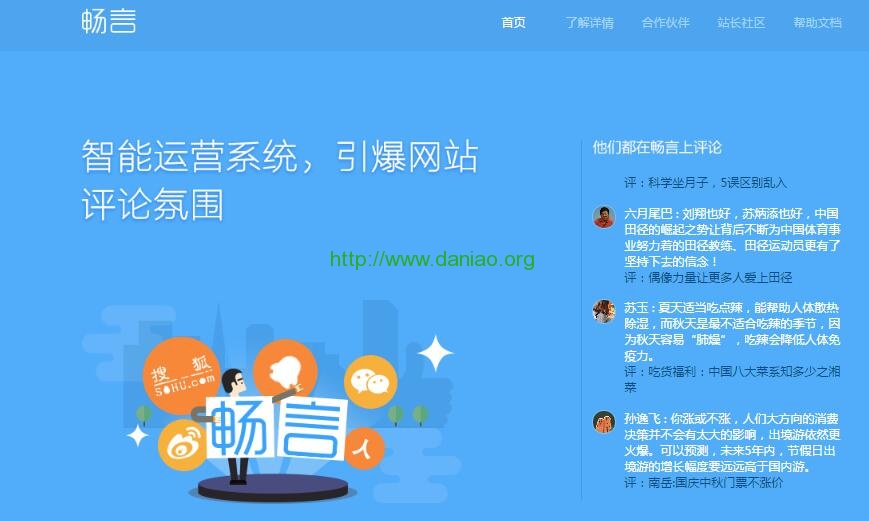 畅言
首页 了解详情 合作伙伴 站长社区 帮助文档
智能运营系统，引爆网站
评论氛围
http://www.daniao.org
搜狐
SOHU.com
畅言
人
他们都在畅言上评论
评：科学坐月子，5误区别乱入
六月尾巴：刘翔也好，苏炳添也好，中国
田径的崛起之势让背后不断为中国体育事
业努力着的田径教练、田径运动员更有了
坚持下去的信念！
评：偶像力量让更多人爱上田径
苏玉：夏天适当吃点辣，能帮助人体散热
除湿，而秋天是最不适合吃辣的季节，因
为秋天容易“肺燥”，吃辣会降低人体免
疫力。
评：吃货福利：中国八大菜系知多少之湘
菜
孙逸飞：你涨或不涨，人们大方向的消费
决策并不会有太大的影响，出境游依然更
火爆。可以预测，未来5年内，节假日出
境游的增长幅度要远远高于国内游。
评：南岳:国庆中秋门票不涨价